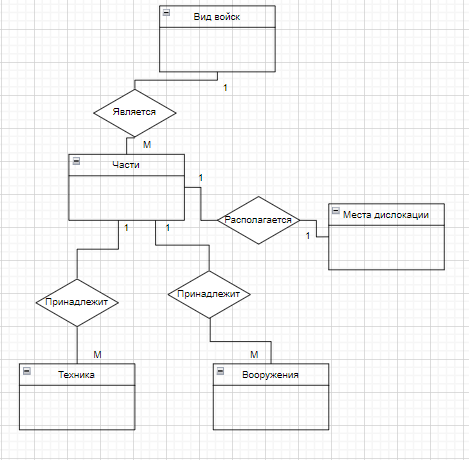 Вид войск
1
Является
М
Части
1
Располагается
Места дислокации
1
1
1
Принадлежит
Принадлежит
М
М
Техника
Вооружения